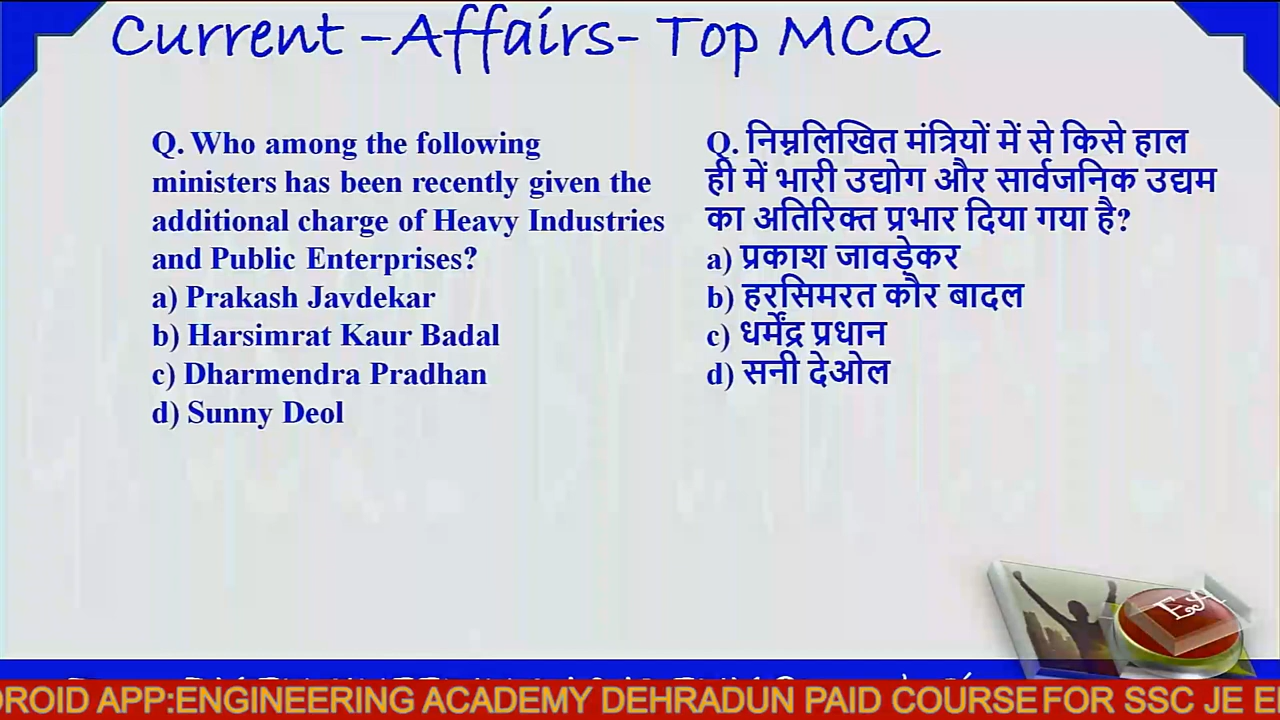 Current –Affairs- Top MCQ
Q. Who among the following
ministers has been recently given the
additional charge of Heavy Industries
and Public Enterprises?
a) Prakash Javdekar
b) Harsimrat Kaur Badal
c) Dharmendra Pradhan
d) Sunny Deol
Q. निम्नलिखित मंत्रियों में से किसे हाल
ही में भारी उद्योग और सार्वजनिक उद्यम
का अतिरिक्त प्रभार दिया गया है?
a) प्रकाश जावड़ेकर
b) हरसिमरत कौर बादल
c) धर्मेंद्र प्रधान
d) सनी देओल
EA
DROID APP:ENGINEERING ACADEMY DEHRADUN PAID COURSE FOR SSC JE